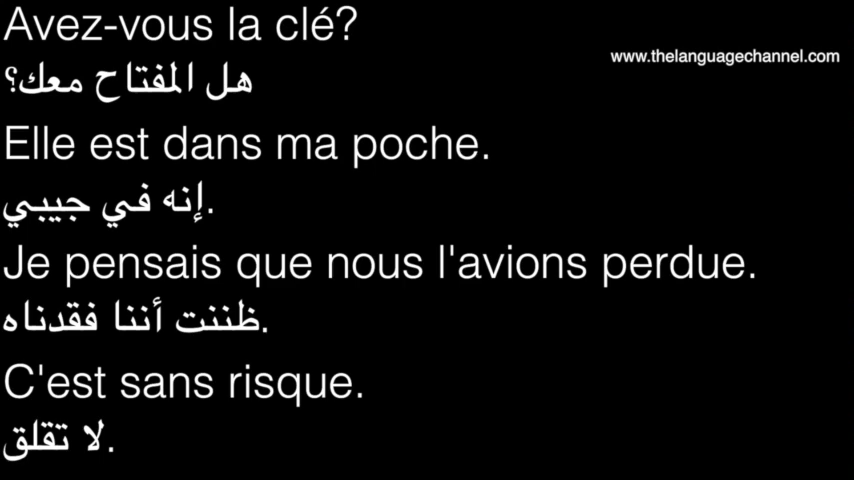 Avez-vous la clé?
www.thelanguagechannel.com
هل المفتاح معك؟
Elle est dans ma poche.
إنه في جيبي.
Je pensais que nous l'avions perdue.
ظننت أننا فقدناه.
C'est sans risque.
لا تقلق.